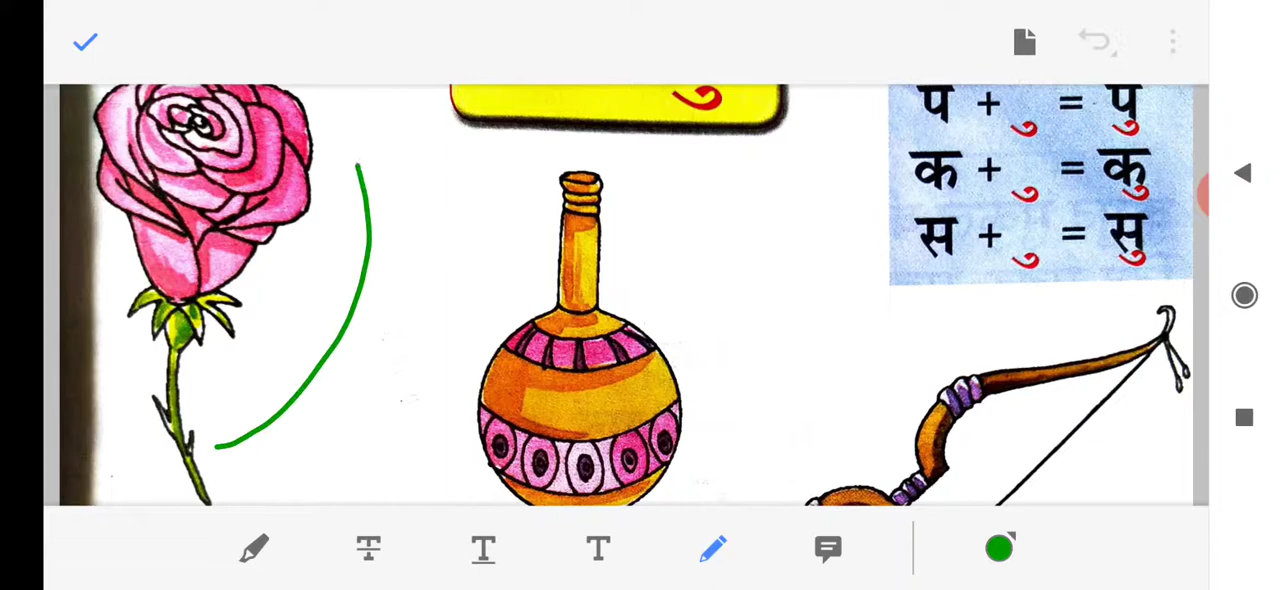 ु
प + ु = पु
क + ु = कु
स + ु = सु